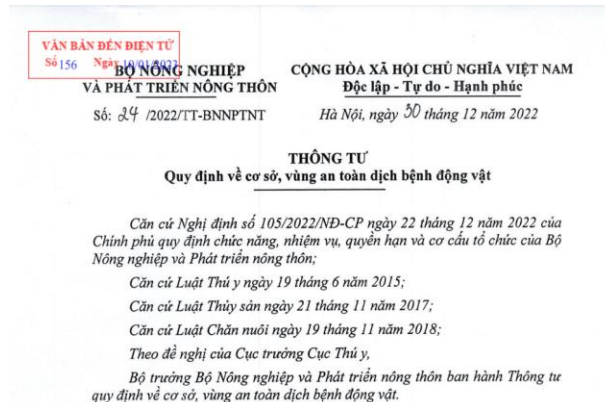 VĂN BẢN ĐẾN ĐIỆN TỬ
Số 156 Ngày
BỘ NÔNG NGHIỆP
VÀ PHÁT TRIỂN NÔNG THÔN
Số: 24 /2022/TT-BNNPTNT
CỘNG HÒA XÃ HỘI CHỦ NGHĨA VIỆT NAM
Độc lập - Tự do - Hạnh phúc
Hà Nội, ngày 30 tháng 12 năm 2022
THÔNG TƯ
Quy định về cơ sở, vùng an toàn dịch bệnh động vật
Căn cứ Nghị định số 105/2022/NĐ-CP ngày 22 tháng 12 năm 2022 của
Chính phủ quy định chức năng, nhiệm vụ, quyền hạn và cơ cấu tổ chức của Bộ
Nông nghiệp và Phát triển nông thôn;
Căn cứ Luật Thú y ngày 19 tháng 6 năm 2015;
Căn cứ Luật Thủy sản ngày 21 tháng 11 năm 2017;
Căn cứ Luật Chăn nuôi ngày 19 tháng 11 năm 2018;
Theo đề nghị của Cục trưởng Cục Thú y,
Bộ trưởng Bộ Nông nghiệp và Phát triển nông thôn ban hành Thông tư
quy định về cơ sở, vùng an toàn dịch bệnh động vật.